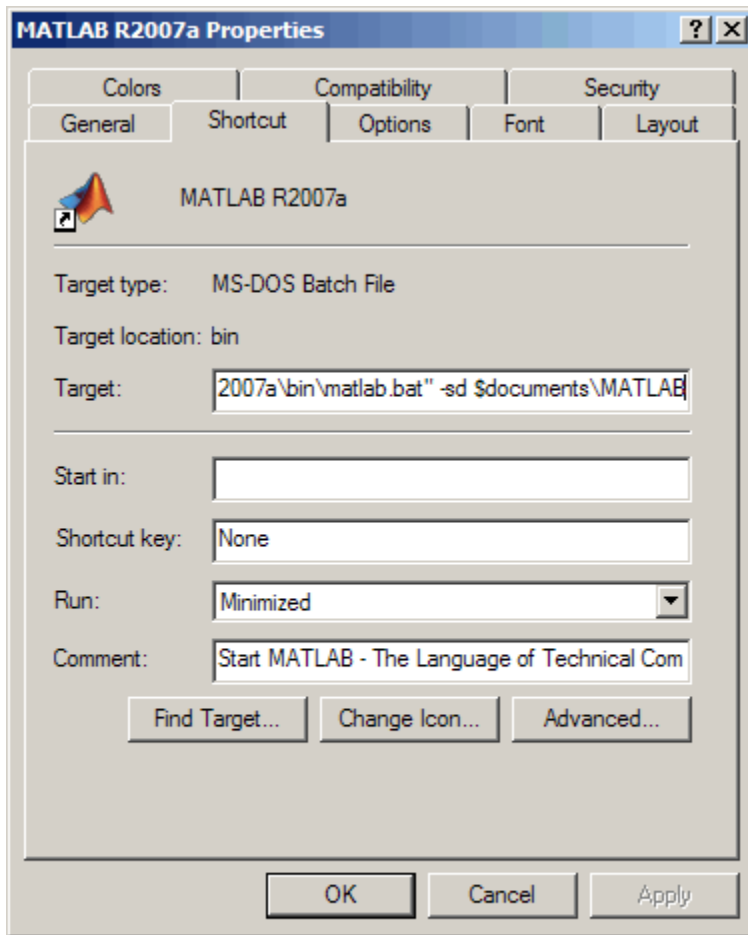 MATLAB R2007a Properties
Colors Compatibility Security
General Shortcut Options Font Layout
MATLAB R2007a
Target type: MS-DOS Batch File
Target location: bin
Target: 2007a\bin\matlab.bat" -sd $documents\MATLAB
Start in:
Shortcut key: None
Run: Minimized
Comment: Start MATLAB - The Language of Technical Com
Find Target... Change Icon... Advanced...
OK Cancel Apply